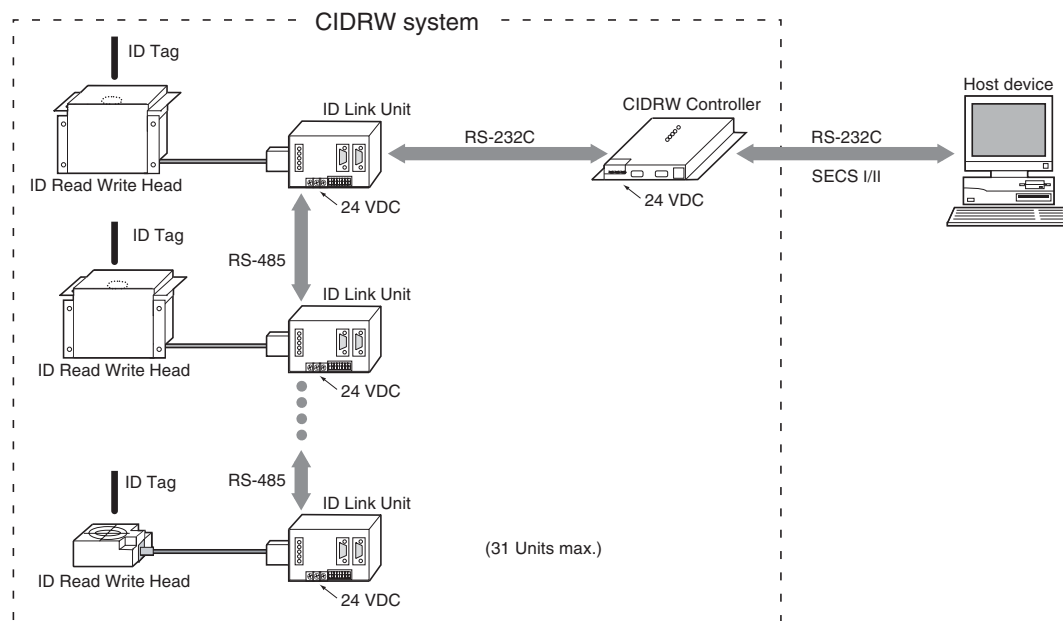 CIDRW system
ID Tag
ID Link Unit
CIDRW Controller
Host device
RS-232C
RS-232C
SECS I/II
ID Read Write Head
24 VDC
24 VDC
ID Tag
RS-485
ID Link Unit
ID Read Write Head
24 VDC
ID Tag
RS-485
ID Link Unit
(31 Units max.)
ID Read Write Head
24 VDC